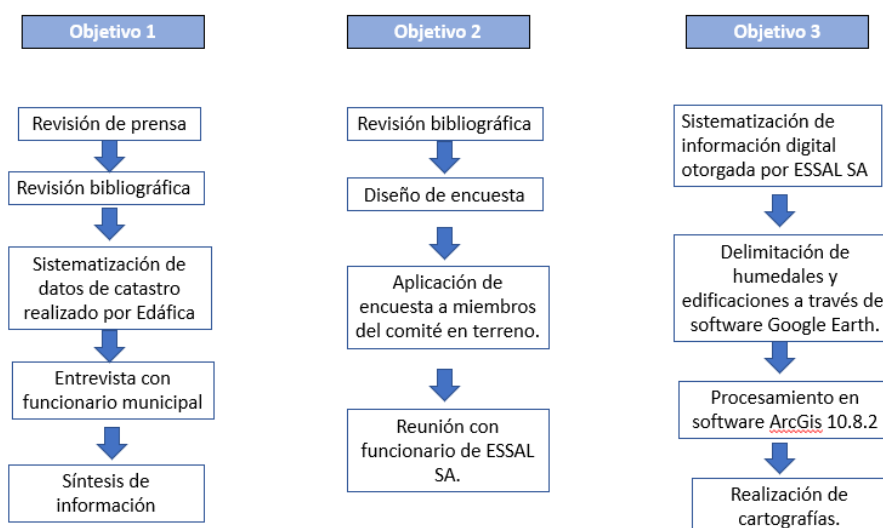 Objetivo 1
Revisión de prensa
Revisión bibliográfica
Sistematización de
datos de catastro
realizado por Edáfica
Entrevista con
funcionario municipal
Síntesis de
información
Objetivo 2
Revisión bibliográfica
Diseño de encuesta
Aplicación de
encuesta a miembros
del comité en terreno.
Reunión con
funcionario de ESSAL
SA.
Objetivo 3
Sistematización de
información digital
otorgada por ESSAL SA
Delimitación de
humedales y
edificaciones a través de
software Google Earth.
Procesamiento en
software ArcGis 10.8.2
Realización de
cartografías.